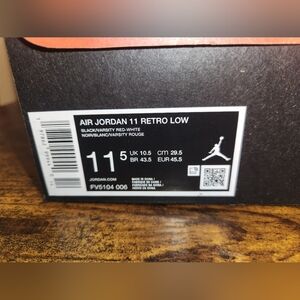 AIR JORDAN 11 RETRO LOW
BLACK/VARSITY RED-WHITE
NOIR/BLANC/VARSITY ROUGE
11 5
UK 10.5 cm 29.5
BR 43.5 EUR 45.5
JORDAN.COM
FV5104 006